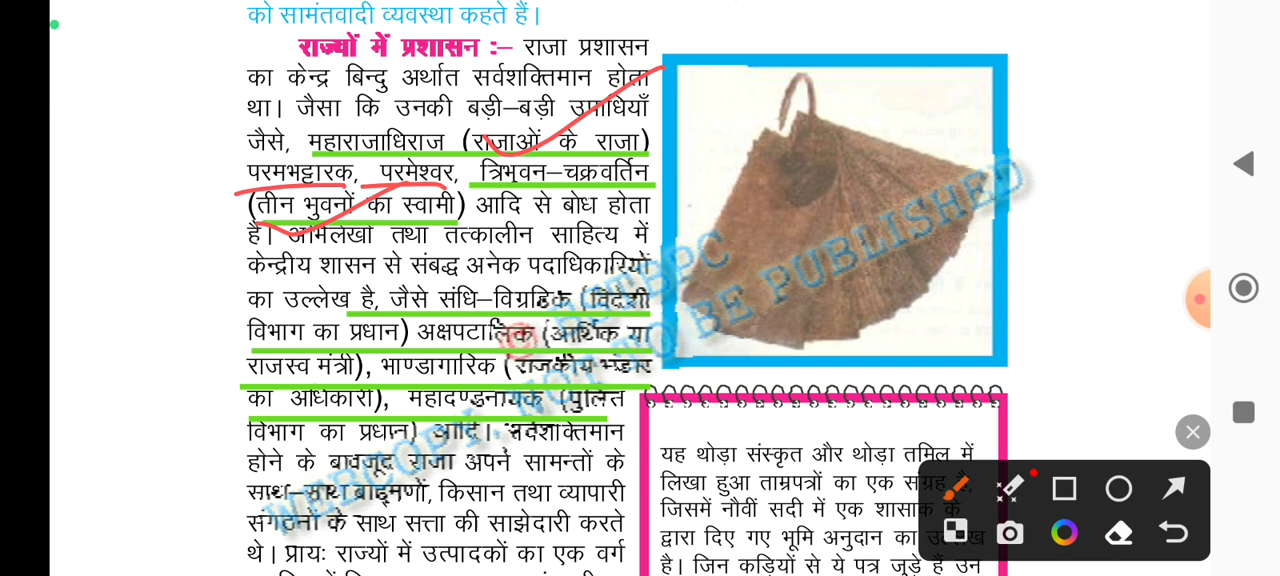 को सामंतवादी व्यवस्था कहते हैं।
राज्यों में प्रशासन :– राजा प्रशासन
का केन्द्र बिन्दु अर्थात सर्वशक्तिमान होता
था। जैसा कि उनकी बड़ी–बड़ी उपाधियाँ
जैसे, महाराजाधिराज (राजाओं के राजा)
परमभट्टारक, परमेश्वर, त्रिभुवन–चक्रवर्तिन
(तीन भुवनों का स्वामी) आदि से बोध होता
है। अभिलेखों तथा तत्कालीन साहित्य में
केन्द्रीय शासन से संबद्ध अनेक पदाधिकारियों
का उल्लेख है, जैसे संधि–विग्रहिक (विदेशी
विभाग का प्रधान) अक्षपटालिक (आर्थिक या
राजस्व मंत्री), भाण्डागारिक (राजकीय भंडार
का अधिकारी), महादण्डनायक (पुलिस
विभाग का प्रधान) आदि। सर्वशक्तिमान
होने के बावजूद राजा अपने सामन्तों के
साथ–साथ ब्राह्मणों, किसान तथा व्यापारी
संगठनों के साथ सत्ता की साझेदारी करते
थे। प्रायः राज्यों में उत्पादकों का एक वर्ग
यह थोड़ा संस्कृत और थोड़ा तमिल में
लिखा हुआ ताम्रपत्रों का एक संग्रह है,
जिसमें नौवीं सदी में एक शासक के
द्वारा दिए गए भूमि अनुदान का उल्लेख
है। जिन कड़ियों से ये पत्र जुड़े हैं उन
WEBCOPY, NOT TO BE PUBLISHED